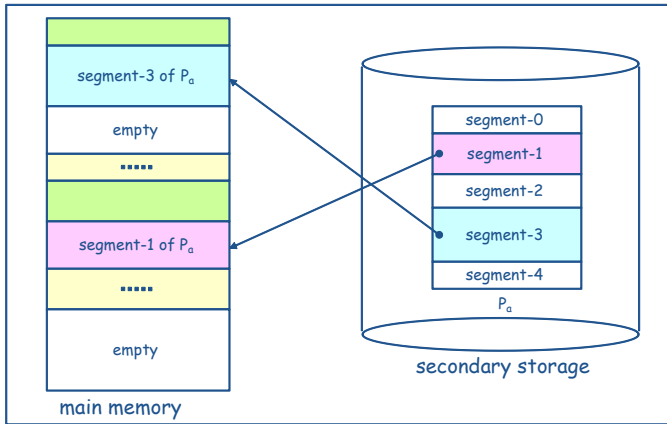 segment-3 of Pₐ
empty
.....
segment-1 of Pₐ
.....
empty
main memory
segment-0
segment-1
segment-2
segment-3
segment-4
Pₐ
secondary storage